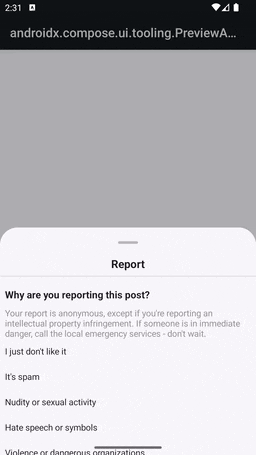 2:31
androidx.compose.ui.tooling.PreviewA...
Report
Why are you reporting this post?
Your report is anonymous, except if you're reporting an
intellectual property infringement. If someone is in immediate
danger, call the local emergency services - don't wait.
I just don't like it
It's spam
Nudity or sexual activity
Hate speech or symbols
Violence or dangerous organizations